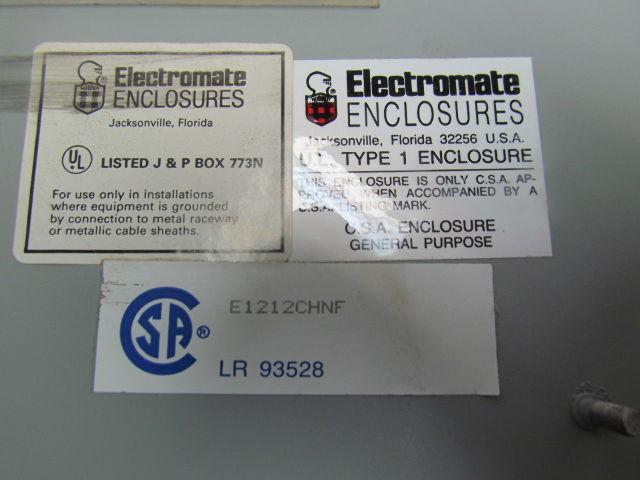 Electromate
ENCLOSURES
Jacksonville, Florida
UL LISTED J & P BOX 773N
For use only in installations
where equipment is grounded
by connection to metal raceway
or metallic cable sheaths.
Electromate
ENCLOSURES
Jacksonville, Florida 32256 U.S.A.
U.L. TYPE 1 ENCLOSURE
THIS ENCLOSURE IS ONLY C.S.A. AP-
PROVED WHEN ACCOMPANIED BY A
C.S.A. LISTING MARK.
C.S.A. ENCLOSURE
GENERAL PURPOSE
CSA ® E1212CHNF
LR 93528